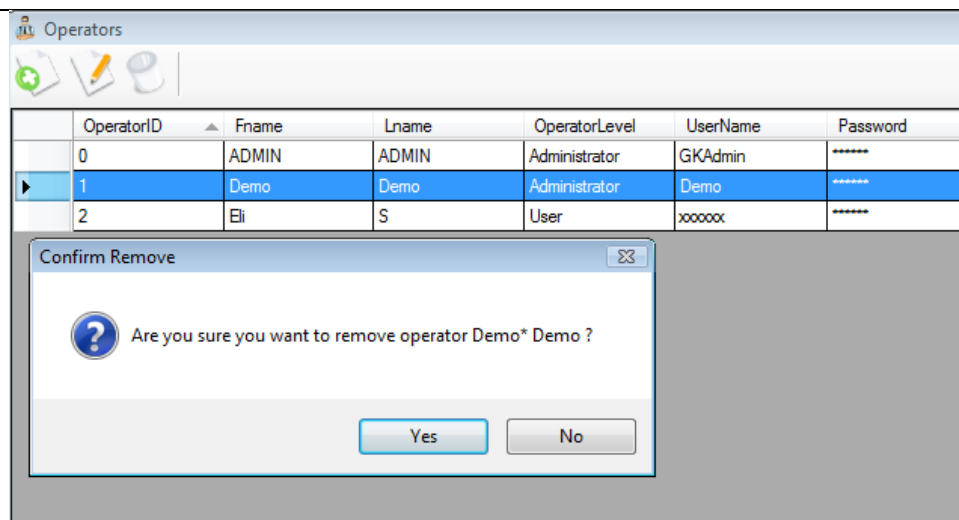 Operators
OperatorID Fname Lname OperatorLevel UserName Password
0 ADMIN ADMIN Administrator GKAdmin ******
1 Demo Demo Administrator Demo ******
2 Eli S User xxxxxx ******
Confirm Remove
Are you sure you want to remove operator Demo* Demo ?
Yes No